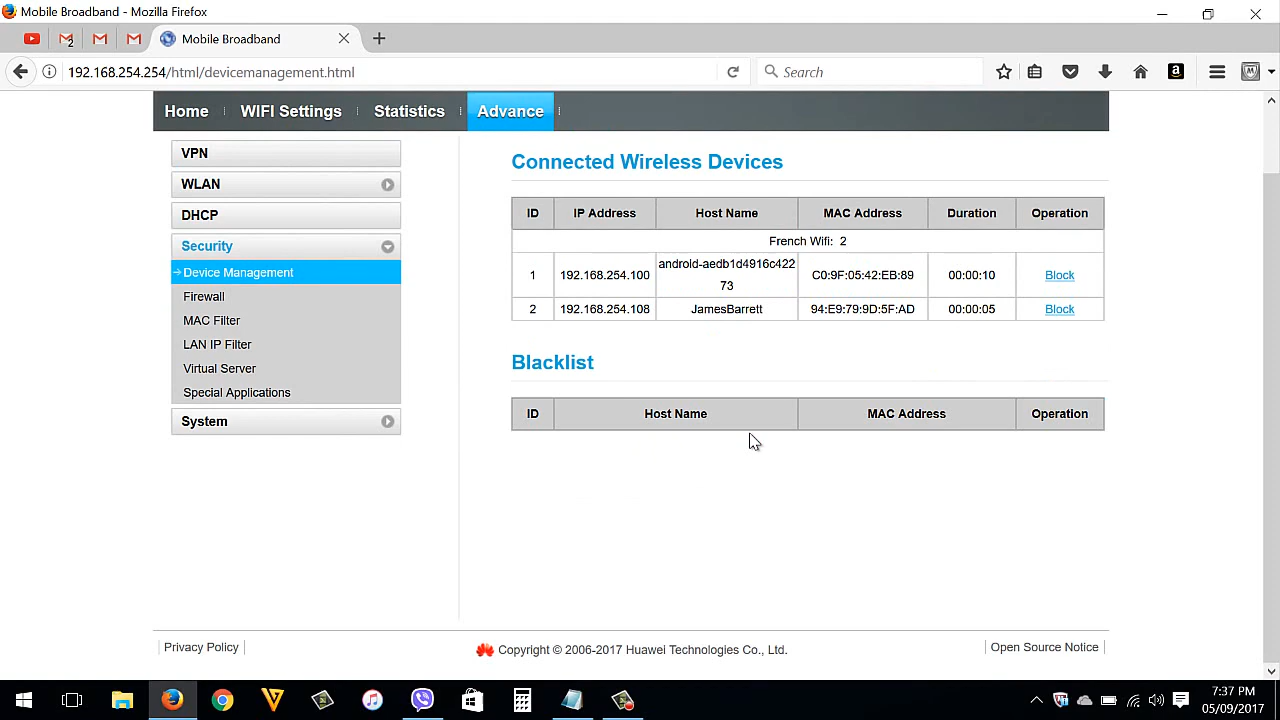 Mobile Broadband - Mozilla Firefox
2
Mobile Broadband
192.168.254.254/html/devicemanagement.html
Search
Home
WIFI Settings
Statistics
Advance
VPN
WLAN
DHCP
Security
Device Management
Firewall
MAC Filter
LAN IP Filter
Virtual Server
Special Applications
System
Connected Wireless Devices
ID IP Address Host Name MAC Address Duration Operation
French Wifi: 2
1 192.168.254.100 android-aedb1d4916c422
73 C0:9F:05:42:EB:89 00:00:10 Block
2 192.168.254.108 JamesBarrett 94:E9:79:9D:5F:AD 00:00:05 Block
Blacklist
ID Host Name MAC Address Operation
Privacy Policy
Copyright © 2006-2017 Huawei Technologies Co., Ltd.
Open Source Notice
7:37 PM
05/09/2017